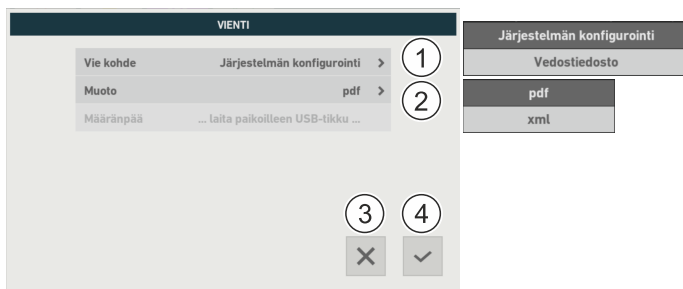 VIENTI
Vie kohde Järjestelmän konfigurointi >
1
Muoto pdf >
2
Määränpää ... laita paikoilleen USB-tikku ...
3 4
Järjestelmän konfigurointi
Vedostiedosto
pdf
xml